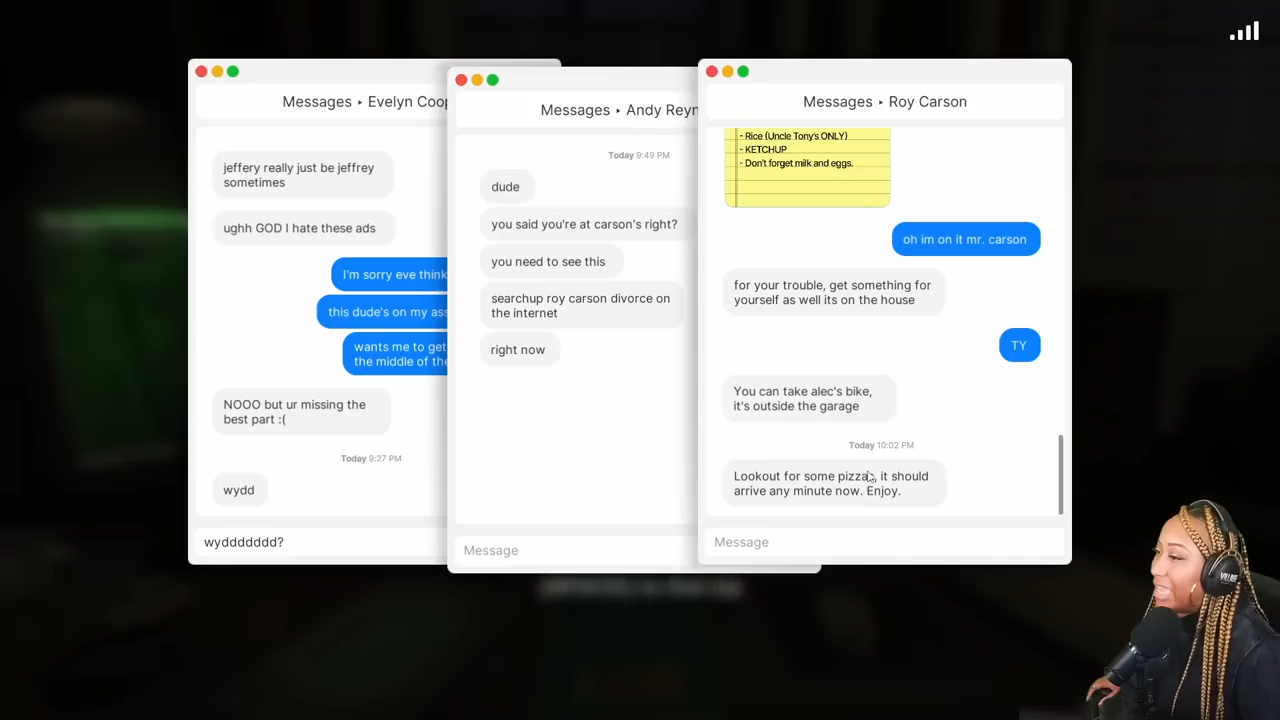 Messages ‣ Evelyn Coop
jeffery really just be jeffrey
sometimes
ughh GOD I hate these ads
I'm sorry eve think
this dude's on my ass
wants me to get
the middle of the
NOOO but ur missing the
best part :(
Today 9:27 PM
wydd
wyddddddd?
Messages ‣ Andy Reyn
Today 9:49 PM
dude
you said you're at carson's right?
you need to see this
searchup roy carson divorce on
the internet
right now
Message
Messages ‣ Roy Carson
- Rice (Uncle Tony's ONLY)
- KETCHUP
- Don't forget milk and eggs.
oh im on it mr. carson
for your trouble, get something for
yourself as well its on the house
TY
You can take alec's bike,
it's outside the garage
Today 10:02 PM
Lookout for some pizza, it should
arrive any minute now. Enjoy.
Message